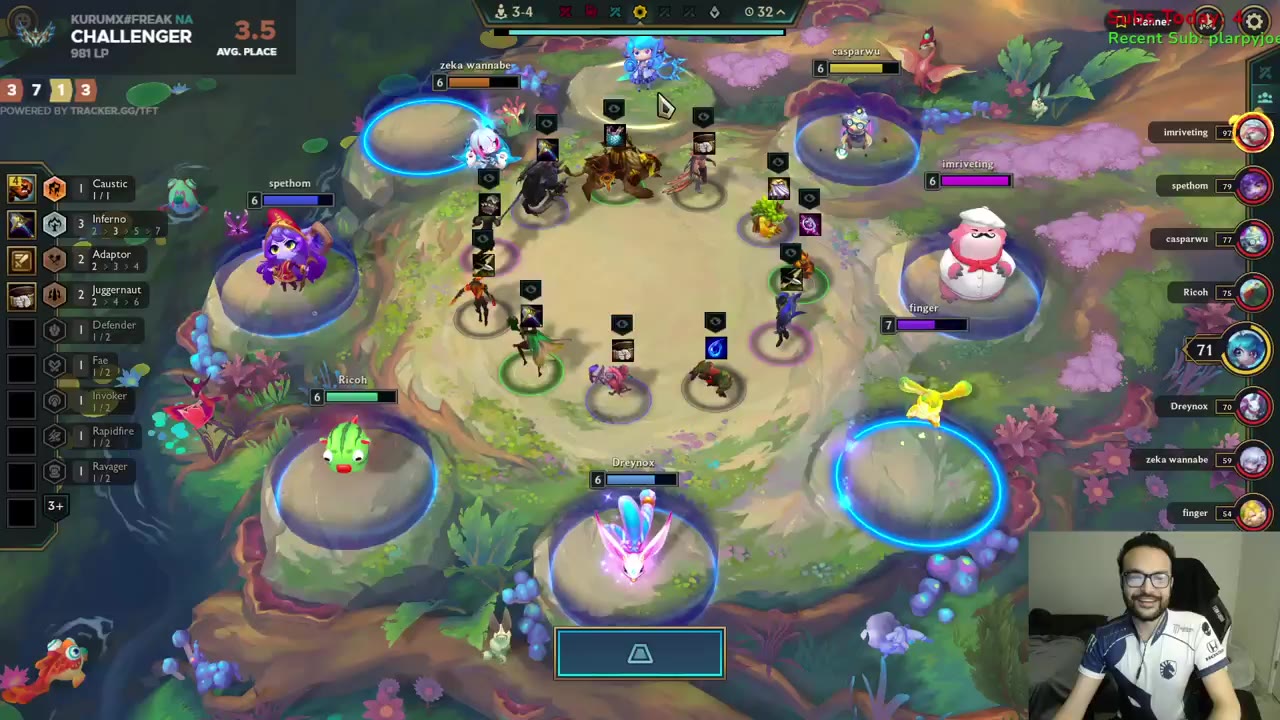 KURUMX#FREAK NA
CHALLENGER
981 LP
3.5
AVG. PLACE
3 7 1 3
POWERED BY TRACKER.GG/TFT
3-4
32
Subs Today: 4
Planner
Recent Sub: plarpyjoe
zeka wannabe
6
casparwu
6
spethom
6
imriveting
6
finger
7
Ricoh
6
Dreynox
6
1 Caustic
1 / 1
3 Inferno
2 > 3 > 5 > 7
2 Adaptor
2 > 3 > 4
2 Juggernaut
2 > 4 > 6
1 Defender
1 / 2
1 Fae
1 / 2
1 Invoker
1 / 2
1 Rapidfire
1 / 2
1 Ravager
1 / 2
3+
imriveting 97
spethom 79
casparwu 77
Ricoh 75
71
Dreynox 70
zeka wannabe 59
finger 54
HONDA